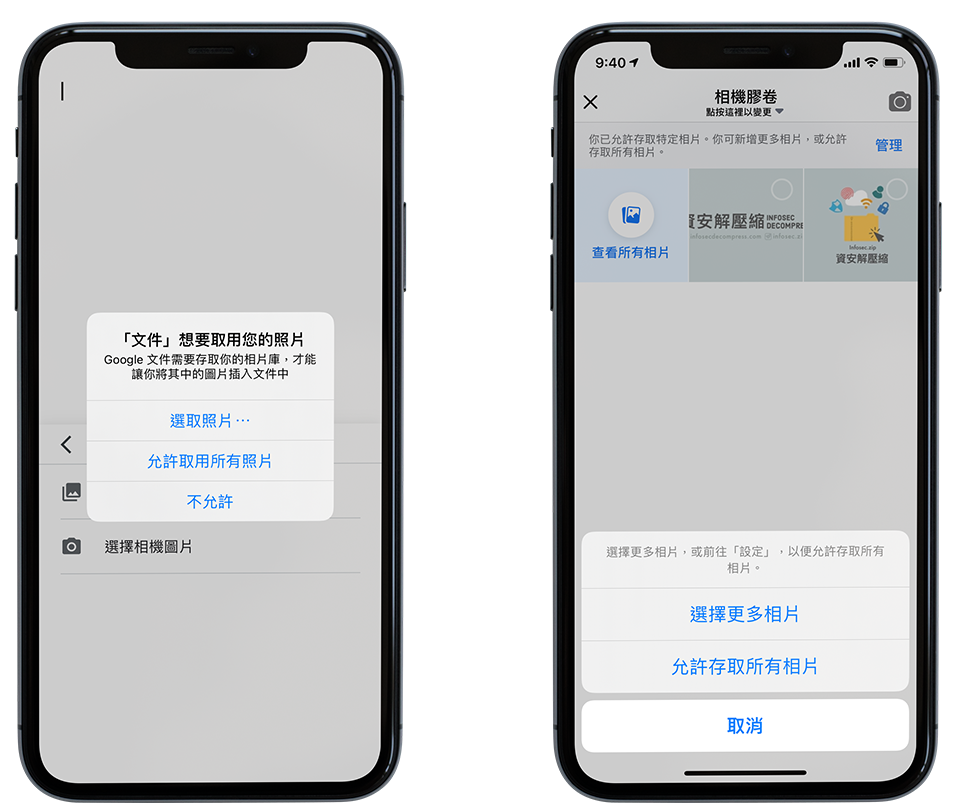 「文件」想要取用您的照片
Google 文件需要存取你的相片庫，才能
讓你將其中的圖片插入文件中
選取照片⋯
允許取用所有照片
不允許
選擇相機圖片
9:40
相機膠卷
點按這裡以變更
你已允許存取特定相片。你可新增更多相片，或允許
存取所有相片。
管理
查看所有相片
資安解壓縮 INFOSEC
DECOMPRE
infosecdecompress.com infosec.zi
Infosec.zip
資安解壓縮
選擇更多相片，或前往「設定」，以便允許存取所有
相片。
選擇更多相片
允許存取所有相片
取消